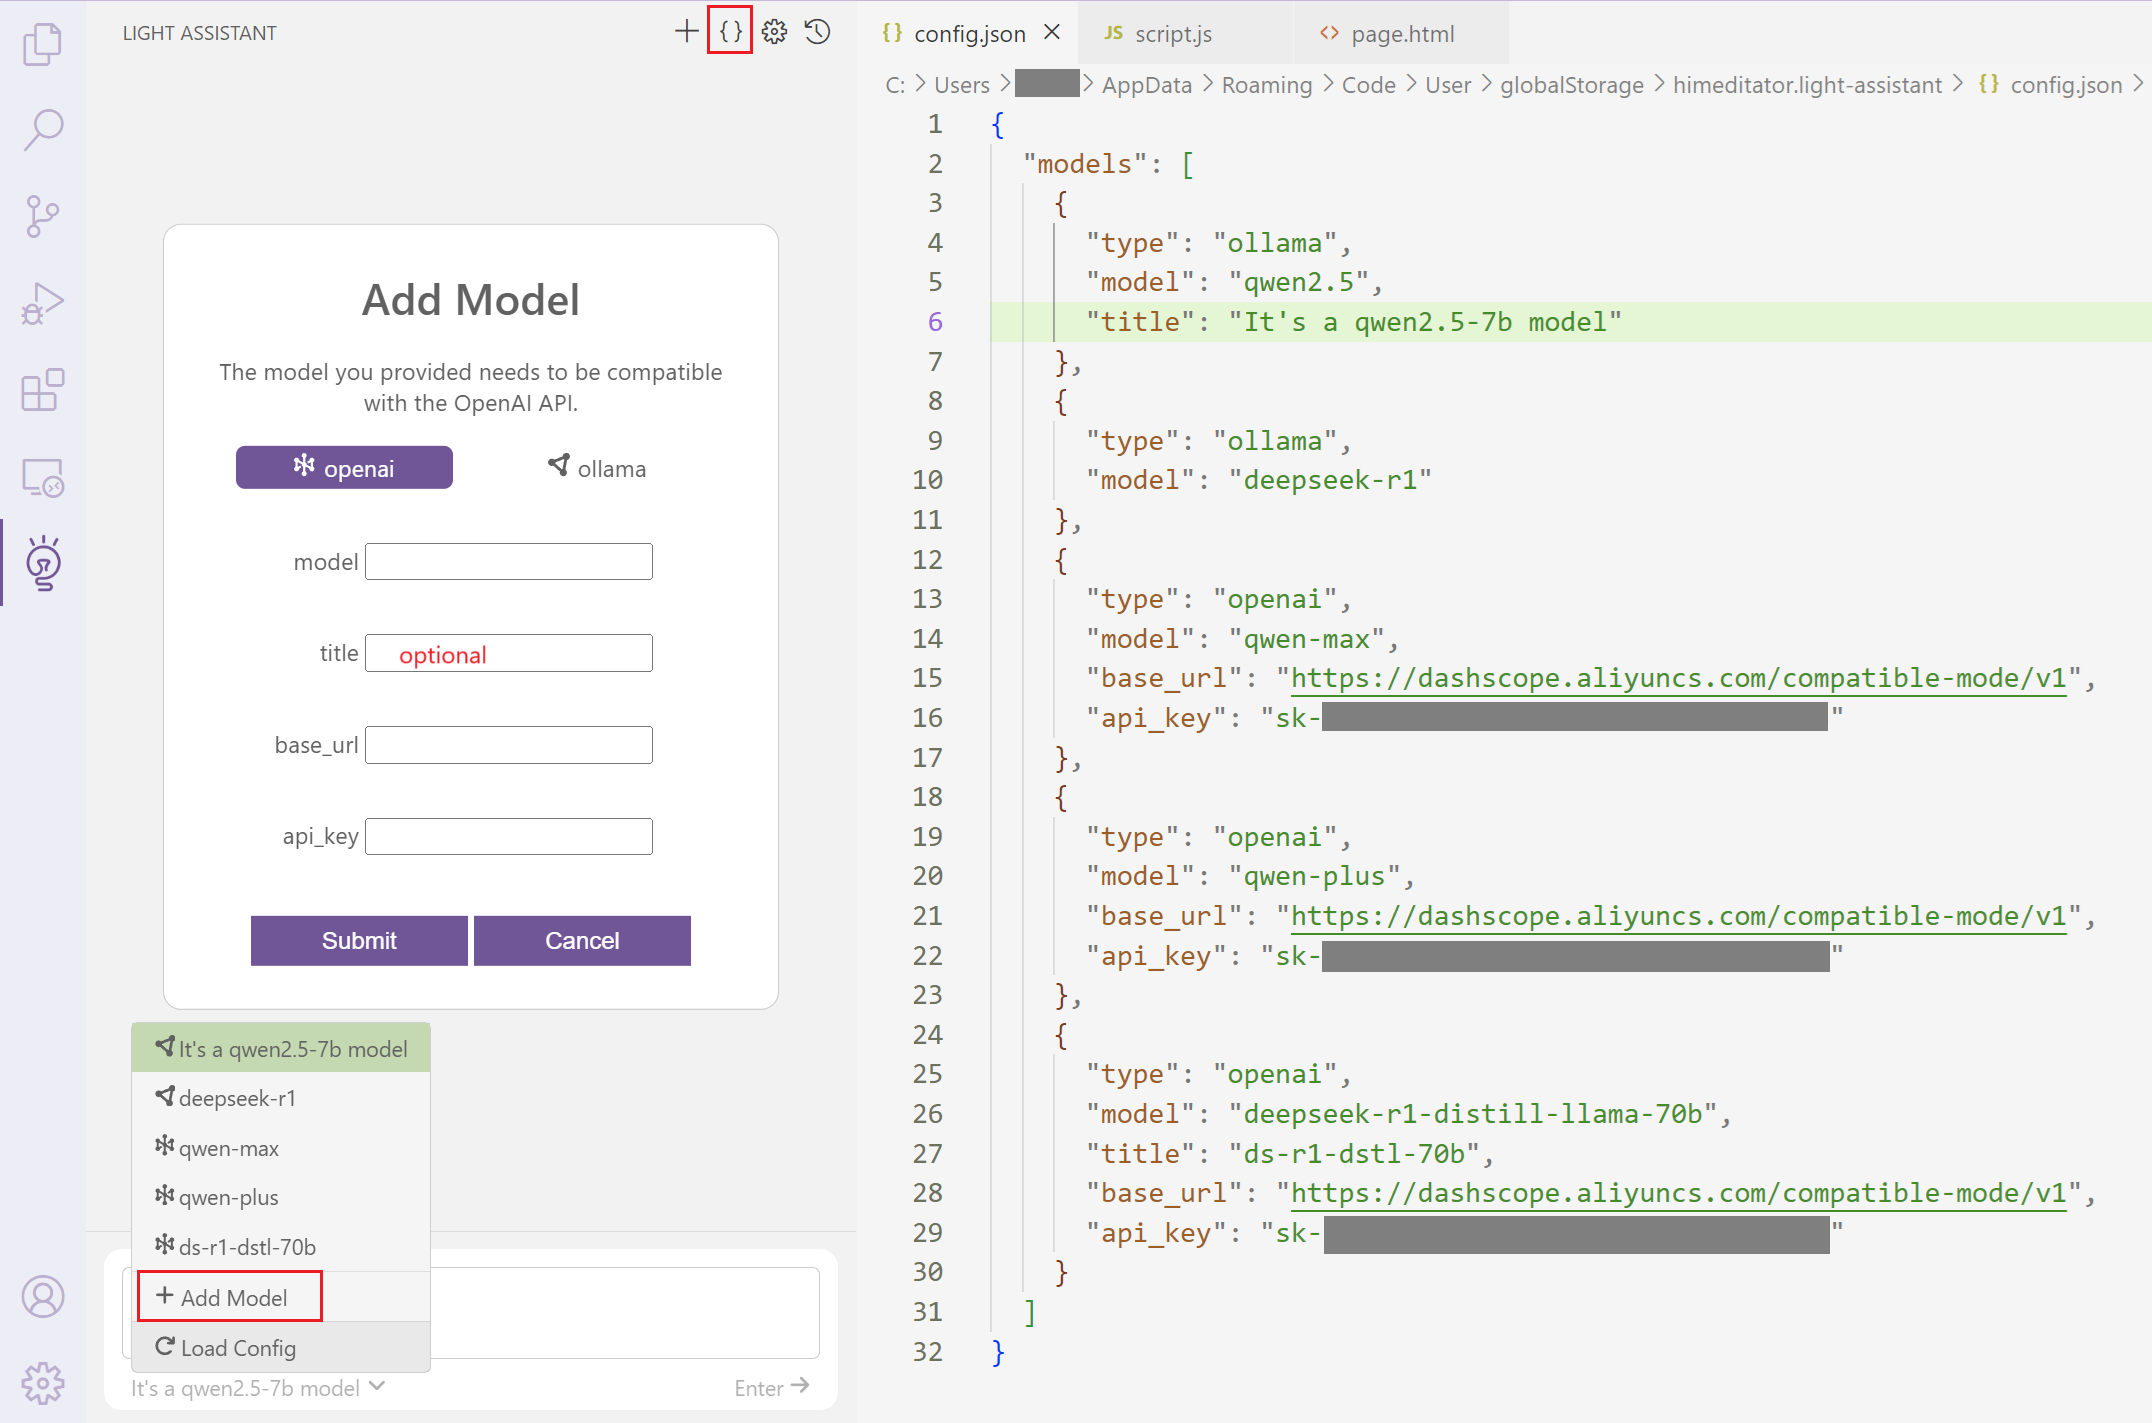 LIGHT ASSISTANT
Add Model
The model you provided needs to be compatible
with the OpenAI API.
openai
ollama
model
title optional
base_url
api_key
Submit
Cancel
It's a qwen2.5-7b model
deepseek-r1
qwen-max
qwen-plus
ds-r1-dstl-70b
Add Model
Load Config
It's a qwen2.5-7b model
Enter
{} config.json
JS script.js
<> page.html
C: > Users > > AppData > Roaming > Code > User > globalStorage > himeditator.light-assistant > {} config.json >
1 {
2 "models": [
3 {
4 "type": "ollama",
5 "model": "qwen2.5",
6 "title": "It's a qwen2.5-7b model"
7 },
8 {
9 "type": "ollama",
10 "model": "deepseek-r1"
11 },
12 {
13 "type": "openai",
14 "model": "qwen-max",
15 "base_url": "https://dashscope.aliyuncs.com/compatible-mode/v1",
16 "api_key": "sk-"
17 },
18 {
19 "type": "openai",
20 "model": "qwen-plus",
21 "base_url": "https://dashscope.aliyuncs.com/compatible-mode/v1",
22 "api_key": "sk-"
23 },
24 {
25 "type": "openai",
26 "model": "deepseek-r1-distill-llama-70b",
27 "title": "ds-r1-dstl-70b",
28 "base_url": "https://dashscope.aliyuncs.com/compatible-mode/v1",
29 "api_key": "sk-"
30 }
31 ]
32 }